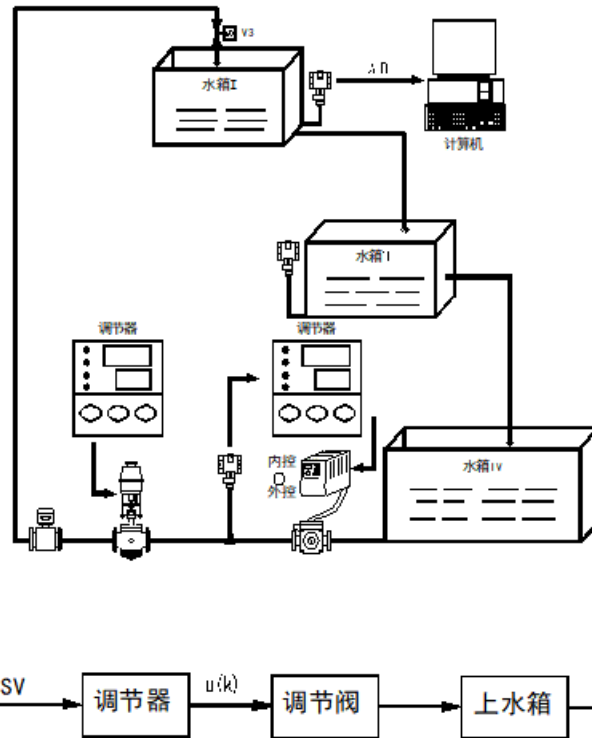 V3
水箱I
A/D
计算机
水箱II
调节器
调节器
内控
外控
水箱IV
SV
调节器
u(k)
调节阀
上水箱